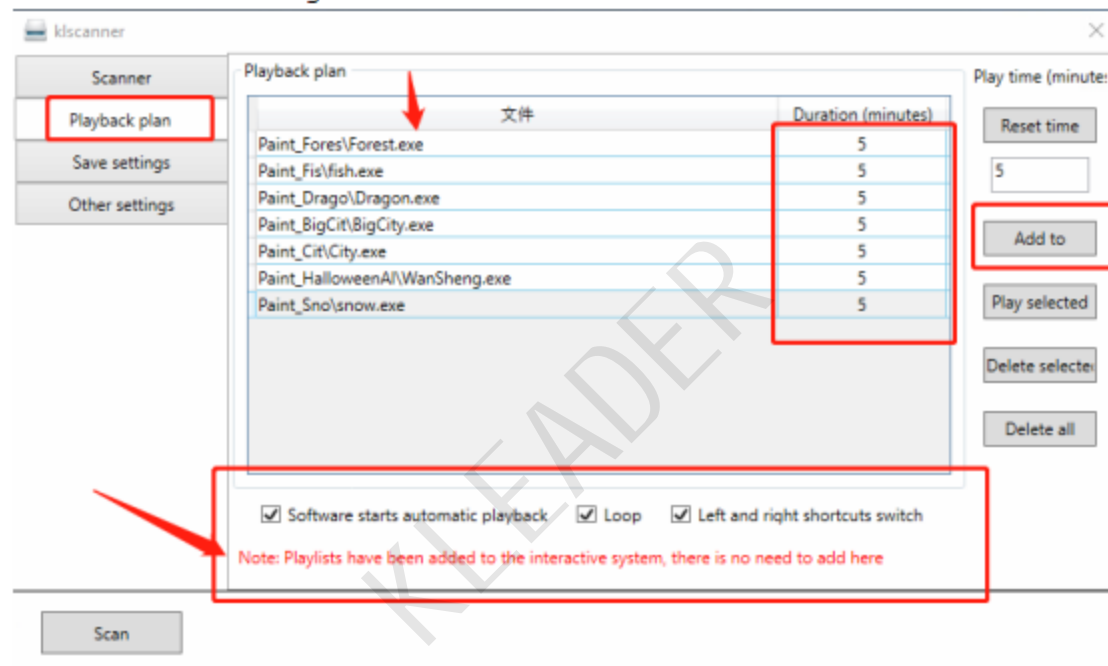 klscanner
Scanner
Playback plan
Save settings
Other settings
Playback plan
文件 Duration (minutes)
Paint_Fores\Forest.exe 5
Paint_Fis\fish.exe 5
Paint_Drago\Dragon.exe 5
Paint_BigCit\BigCity.exe 5
Paint_Cit\City.exe 5
Paint_HalloweenAl\WanSheng.exe 5
Paint_Sno\snow.exe 5
Play time (minutes
Reset time
5
Add to
Play selected
Delete selected
Delete all
Software starts automatic playback Loop Left and right shortcuts switch
Note: Playlists have been added to the interactive system, there is no need to add here
Scan
KLEADER